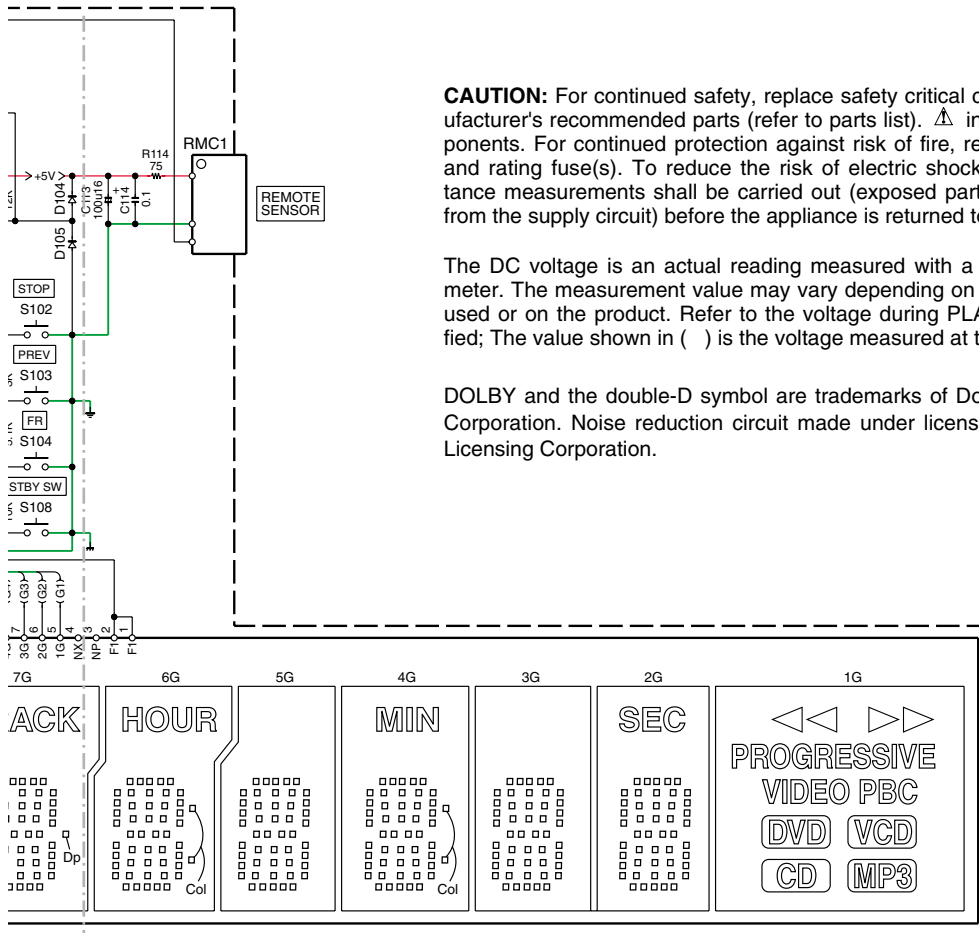 RMC1
R114
75
+5V
D104
C113
100u16
+
C114
0.1
REMOTE
SENSOR
D105
STOP
S102
PREV
S103
FR
S104
STBY SW
S108
CAUTION: For continued safety, replace safety critical
ufacturer's recommended parts (refer to parts list). ⚠ in
ponents. For continued protection against risk of fire, re
and rating fuse(s). To reduce the risk of electric shock
tance measurements shall be carried out (exposed part
from the supply circuit) before the appliance is returned t
The DC voltage is an actual reading measured with a
meter. The measurement value may vary depending on
used or on the product. Refer to the voltage during PLA
fied; The value shown in ( ) is the voltage measured at t
DOLBY and the double-D symbol are trademarks of Do
Corporation. Noise reduction circuit made under licens
Licensing Corporation.
(G3) (G2) (G1)
7 6 5 4 3 2 1
3G 2G 1G NX NP F1 F1
7G 6G 5G 4G 3G 2G 1G
ACK HOUR MIN SEC
PROGRESSIVE
VIDEO PBC
DVD VCD
CD MP3
Dp
Col Col